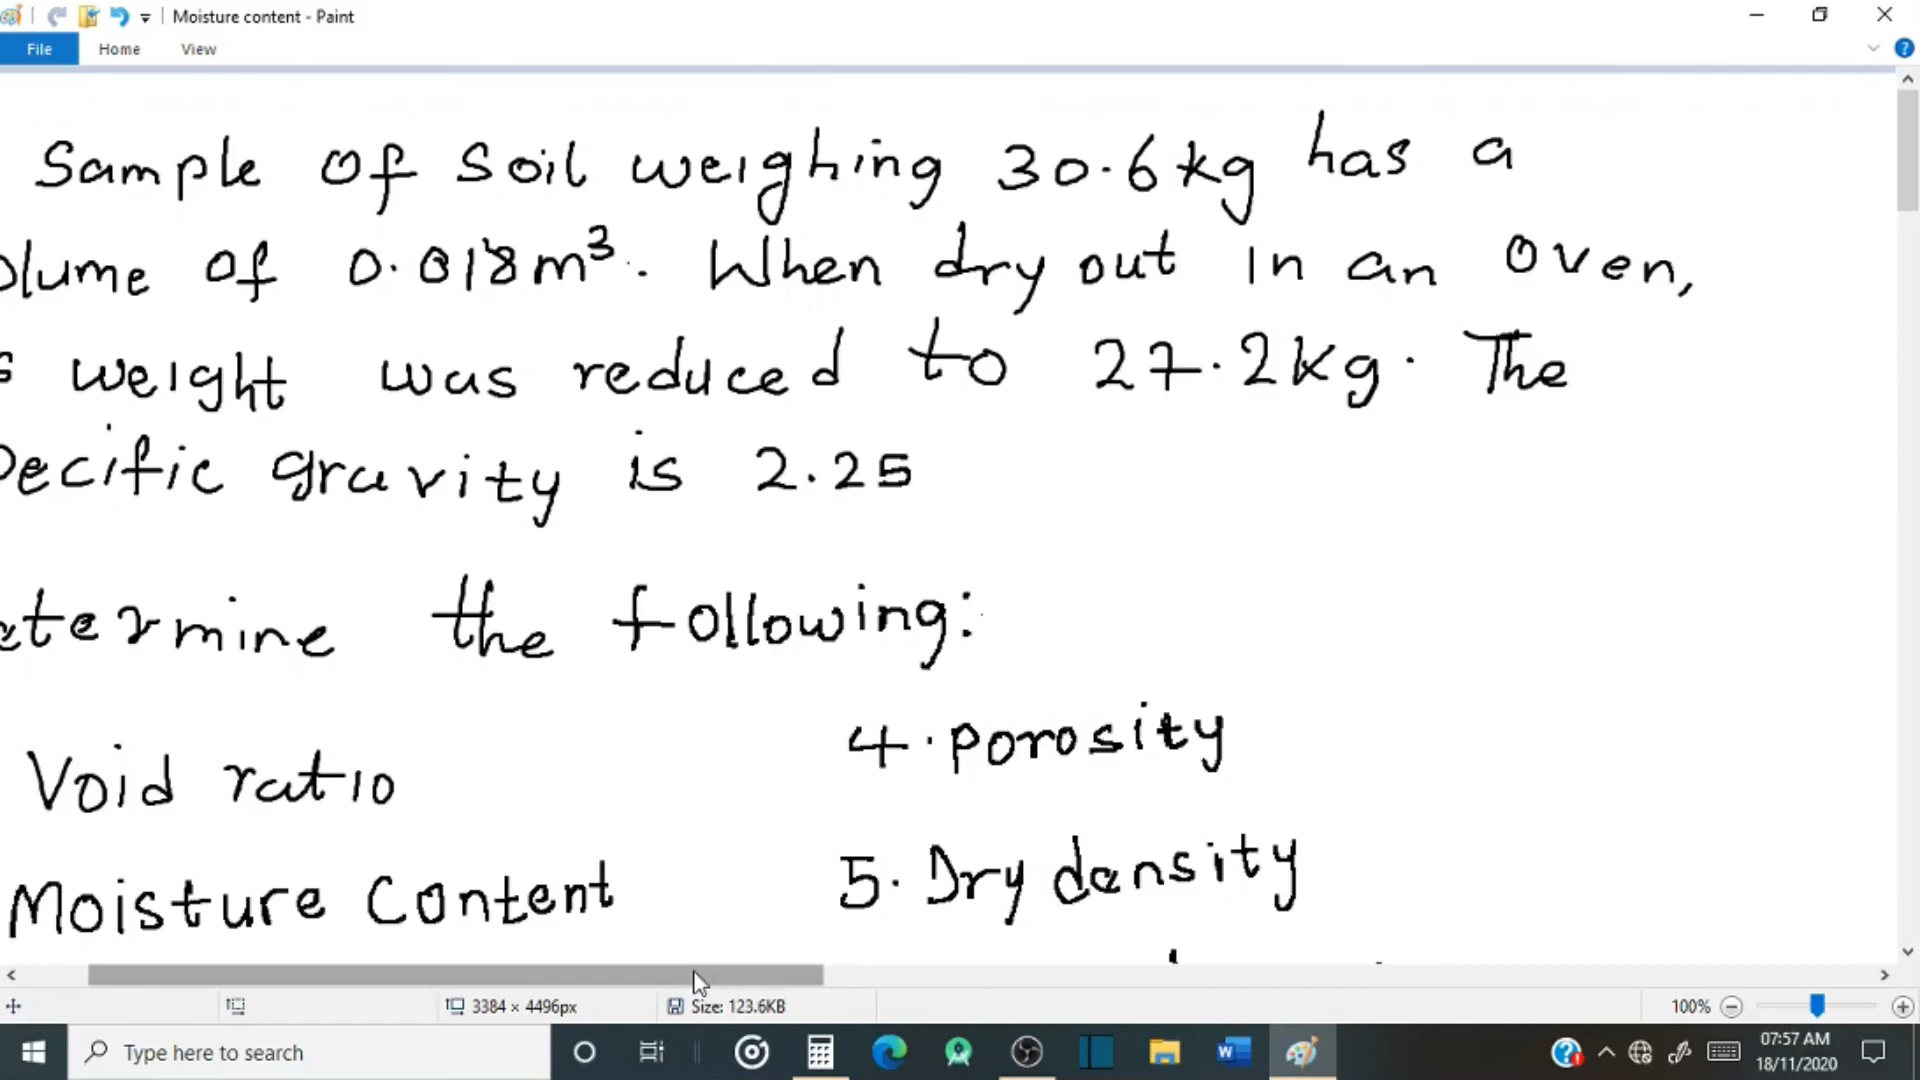 Moisture content - Paint
File Home View
Sample of Soil weighing 30.6kg has a
olume of 0.018m³. When dry out in an oven,
s weight was reduced to 27.2kg. The
pecific gravity is 2.25
etermine the following:
4. porosity
Void ratio
5. Dry density
Moisture Content
3384 × 4496px Size: 123.6KB 100%
Type here to search
07:57 AM
18/11/2020